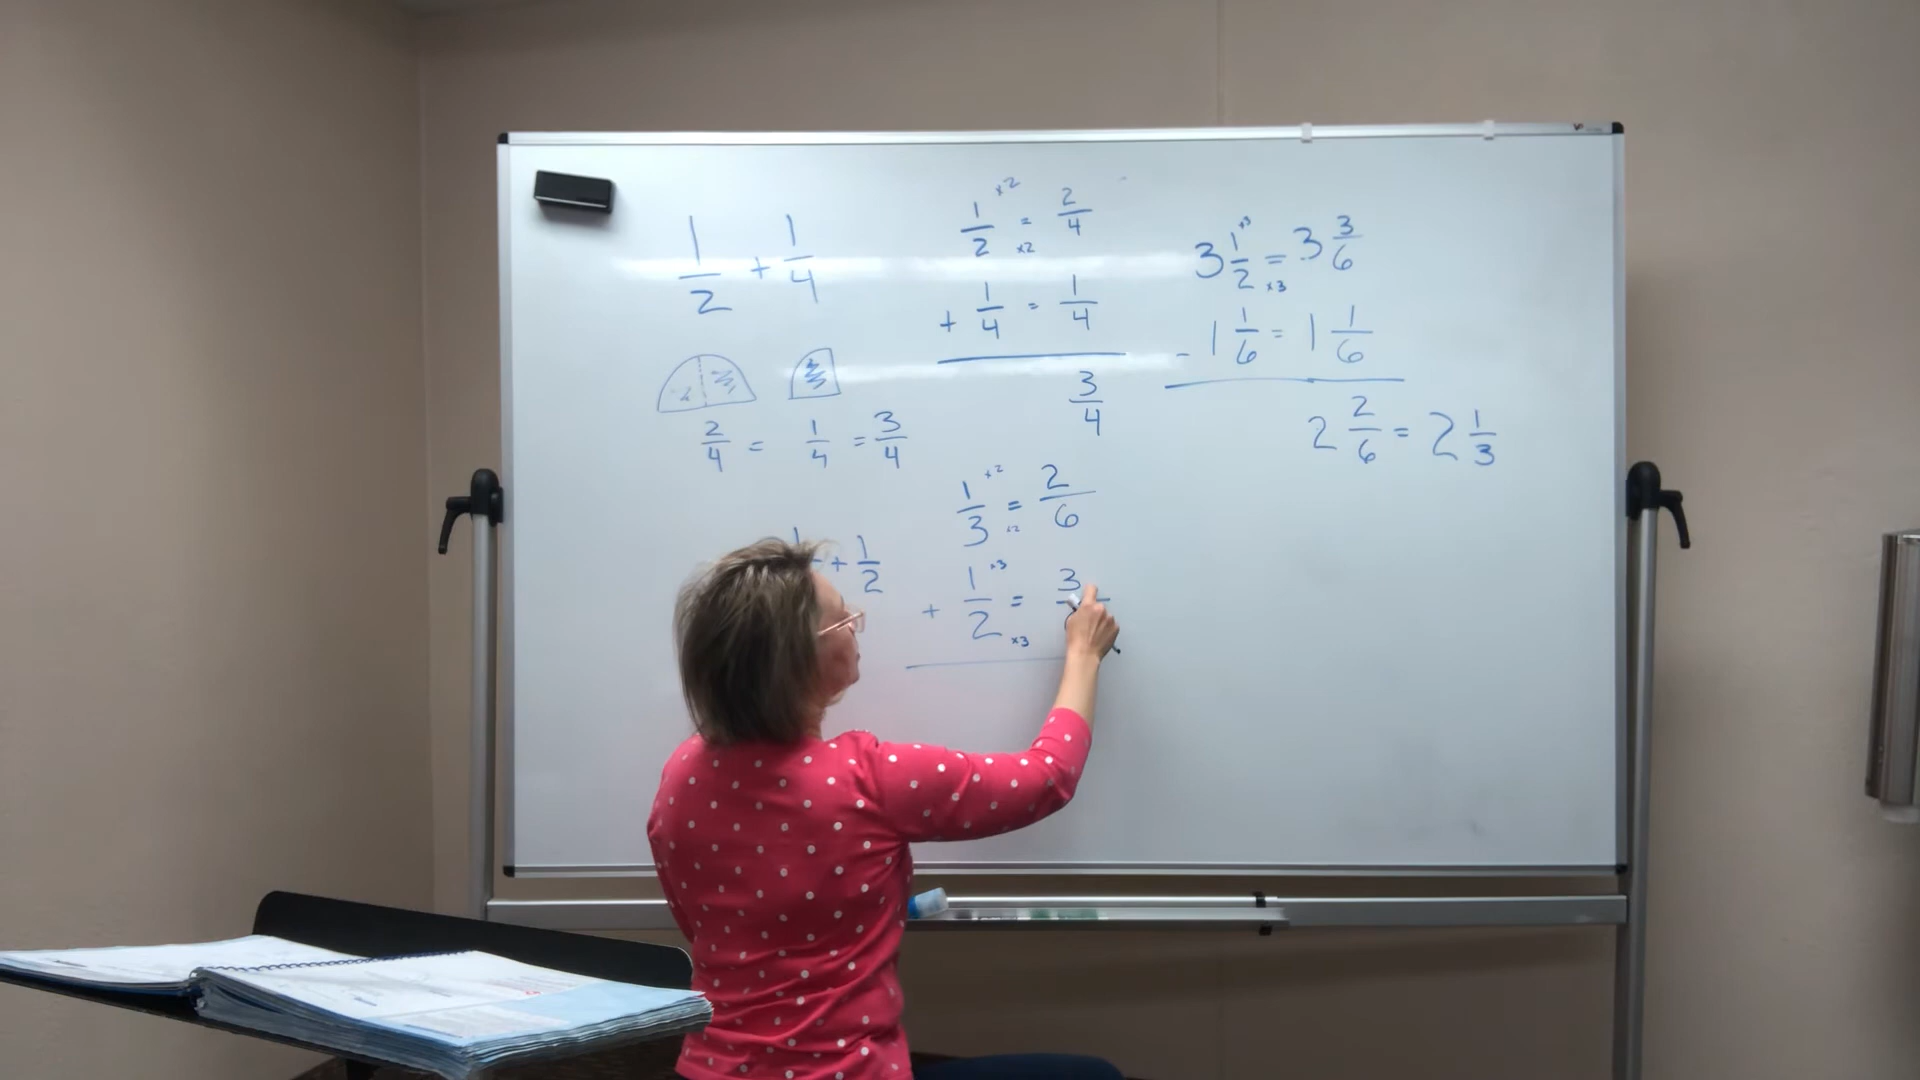 1/2 + 1/4
2/4 = 1/4 = 3/4
+ 1/2
1/2 ×2 ×2 = 2/4
+ 1/4 = 1/4
3/4
1/3 ×2 ×2 = 2/6
+ 1/2 ×3 ×3 = 3
3 1/2 ×3 ×3 = 3 3/6
- 1 1/6 = 1 1/6
2 2/6 = 2 1/3